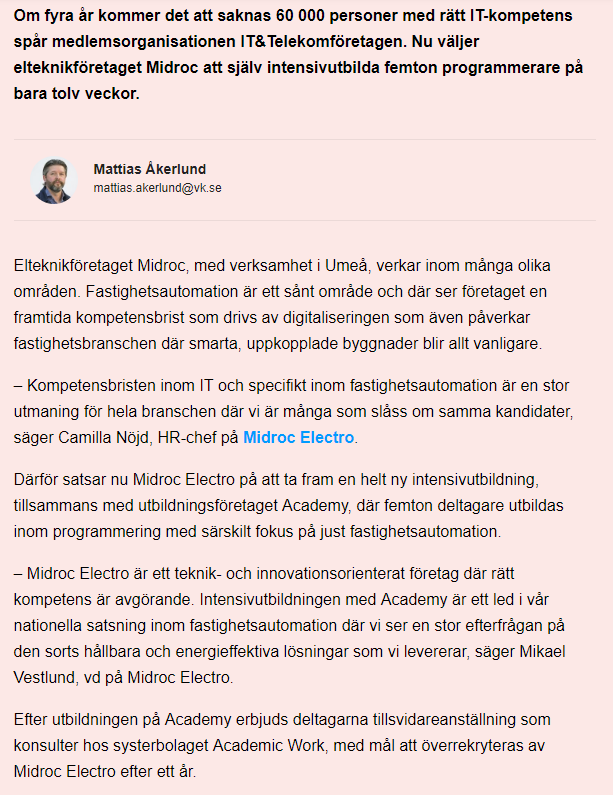 Om fyra år kommer det att saknas 60 000 personer med rätt IT-kompetens
spår medlemsorganisationen IT&Telekomföretagen. Nu väljer
elteknikföretaget Midroc att själv intensivutbilda femton programmerare på
bara tolv veckor.
Mattias Åkerlund
mattias.akerlund@vk.se
Elteknikföretaget Midroc, med verksamhet i Umeå, verkar inom många olika
områden. Fastighetsautomation är ett sånt område och där ser företaget en
framtida kompetensbrist som drivs av digitaliseringen som även påverkar
fastighetsbranschen där smarta, uppkopplade byggnader blir allt vanligare.
– Kompetensbristen inom IT och specifikt inom fastighetsautomation är en stor
utmaning för hela branschen där vi är många som slåss om samma kandidater,
säger Camilla Nöjd, HR-chef på Midroc Electro.
Därför satsar nu Midroc Electro på att ta fram en helt ny intensivutbildning,
tillsammans med utbildningsföretaget Academy, där femton deltagare utbildas
inom programmering med särskilt fokus på just fastighetsautomation.
– Midroc Electro är ett teknik- och innovationsorienterat företag där rätt
kompetens är avgörande. Intensivutbildningen med Academy är ett led i vår
nationella satsning inom fastighetsautomation där vi ser en stor efterfrågan på
den sorts hållbara och energieffektiva lösningar som vi levererar, säger Mikael
Vestlund, vd på Midroc Electro.
Efter utbildningen på Academy erbjuds deltagarna tillsvidareanställning som
konsulter hos systerbolaget Academic Work, med mål att överrekryteras av
Midroc Electro efter ett år.